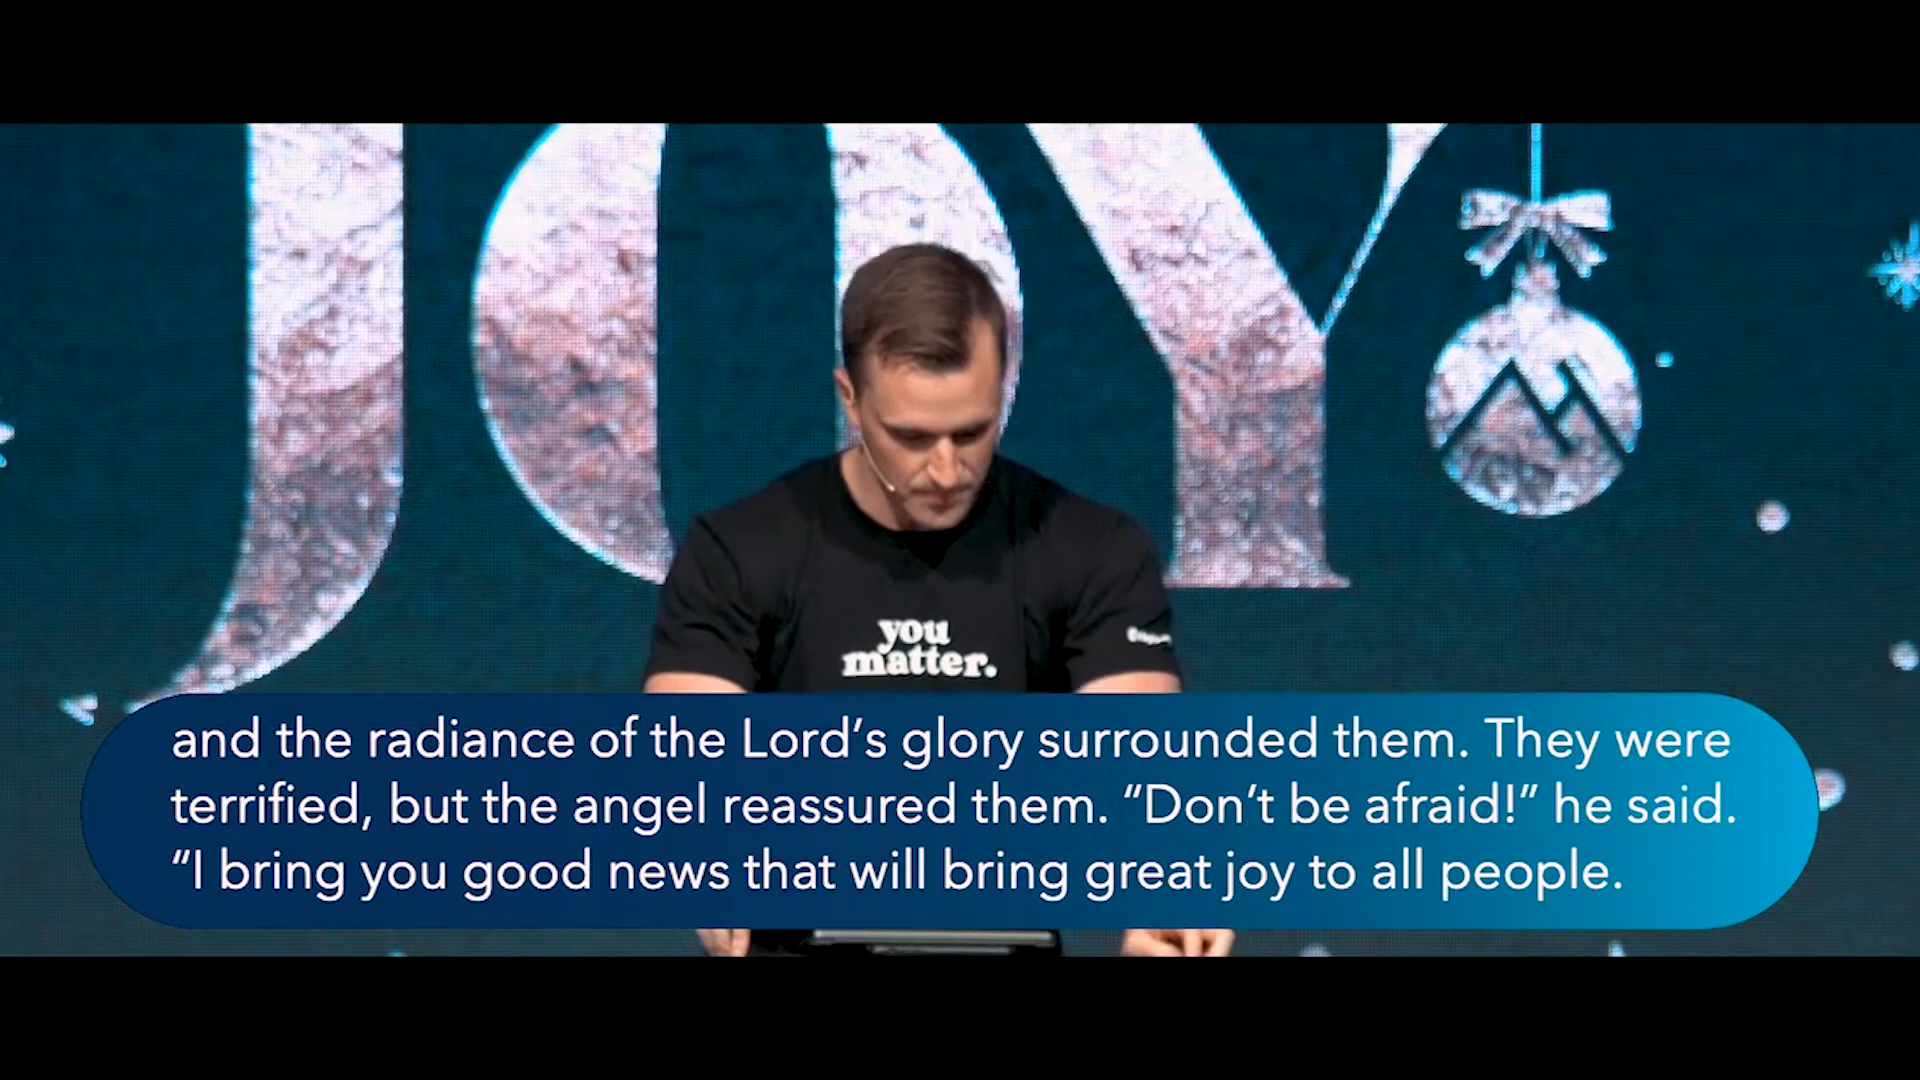 JOY
you
matter.
and the radiance of the Lord’s glory surrounded them. They were
terrified, but the angel reassured them. “Don’t be afraid!” he said.
“I bring you good news that will bring great joy to all people.